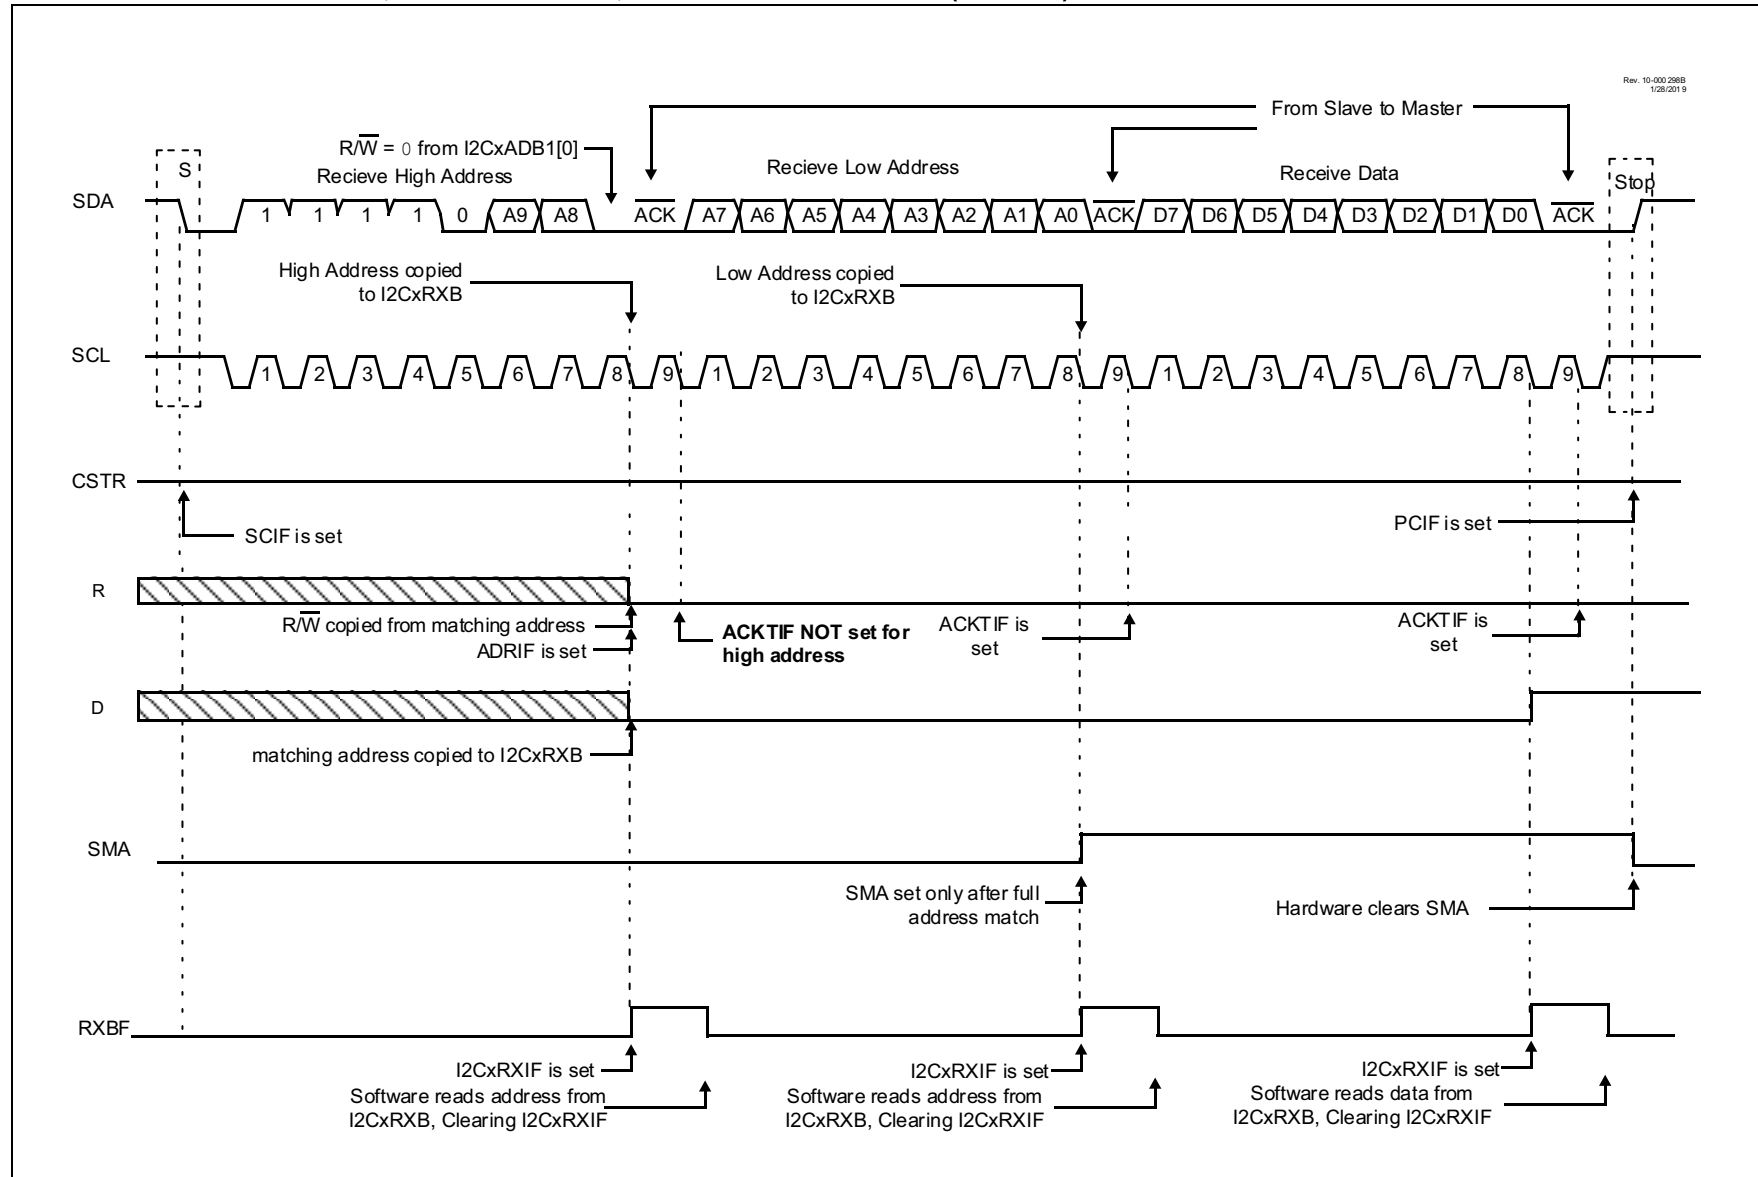 Rev. 10-000298B
1/28/2019
From Slave to Master
R/W = 0 from I2CxADB1[0]
S
Recieve High Address
Recieve Low Address
Receive Data
Stop
SDA
1 1 1 1 0 A9 A8 ACK A7 A6 A5 A4 A3 A2 A1 A0 ACK D7 D6 D5 D4 D3 D2 D1 D0 ACK
High Address copied
to I2CxRXB
Low Address copied
to I2CxRXB
SCL
1 2 3 4 5 6 7 8 9 1 2 3 4 5 6 7 8 9 1 2 3 4 5 6 7 8 9
CSTR
SCIF is set
PCIF is set
R
R/W copied from matching address
ADRIF is set
ACKTIF NOT set for
high address
ACKTIF is
set
ACKTIF is
set
D
matching address copied to I2CxRXB
SMA
SMA set only after full
address match
Hardware clears SMA
RXBF
I2CxRXIF is set
Software reads address from
I2CxRXB, Clearing I2CxRXIF
I2CxRXIF is set
Software reads address from
I2CxRXB, Clearing I2CxRXIF
I2CxRXIF is set
Software reads data from
I2CxRXB, Clearing I2CxRXIF